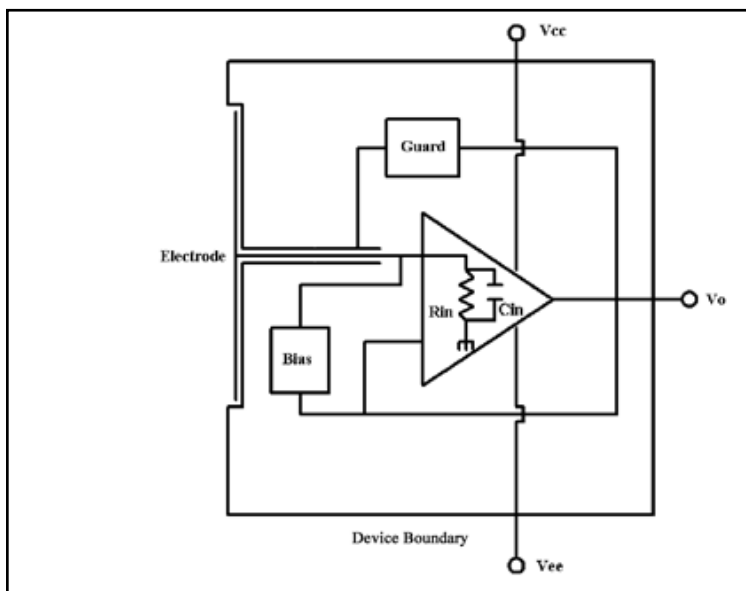 Vcc
Guard
Electrode
Rin
Cin
Vo
Bias
Device Boundary
Vee